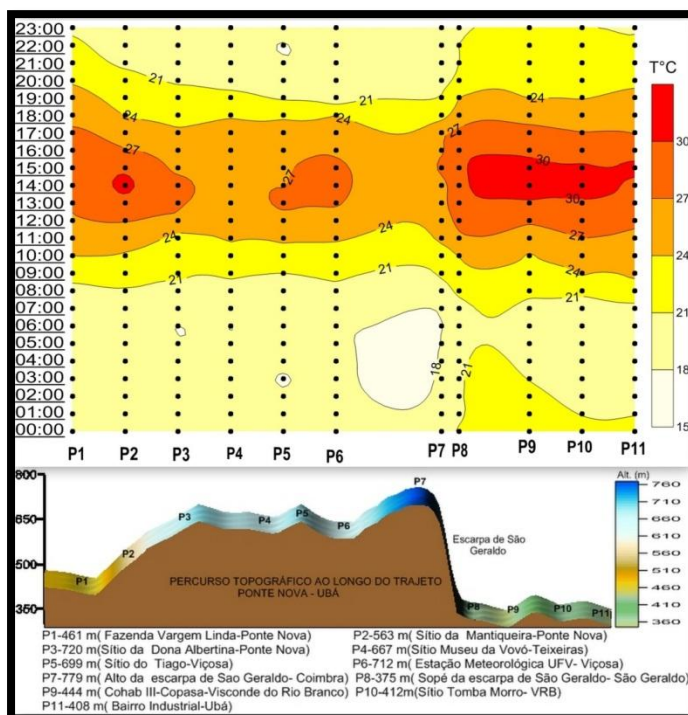 23:00
22:00
21:00
20:00
19:00
18:00
17:00
16:00
15:00
14:00
13:00
12:00
11:00
10:00
09:00
08:00
07:00
06:00
05:00
04:00
03:00
02:00
01:00
00:00
21
24
27
21
24
27
27
24
30
30
27
24
21
24
21
24
21
18
21
T°C
30
27
24
21
18
15
P1 P2 P3 P4 P5 P6 P7 P8 P9 P10 P11
800
650
500
350
P1
P2
P3
P4
P5
P6
P7
P8
P9
P10
P11
Escarpa de São
Geraldo
PERCURSO TOPOGRÁFICO AO LONGO DO TRAJETO
PONTE NOVA - UBÁ
Alt. (m)
760
710
660
610
560
510
460
410
360
P1-461 m( Fazenda Vargem Linda-Ponte Nova) P2-563 m( Sítio da Mantiqueira-Ponte Nova)
P3-720 m(Sítio da Dona Albertina-Ponte Nova) P4-667 m(Sítio Museu da Vovó-Teixeiras)
P5-699 m(Sítio do Tiago-Viçosa) P6-712 m( Estação Meteorológica UFV- Viçosa)
P7-779 m( Alto da escarpa de Sao Geraldo- Coimbra) P8-375 m( Sopé da escarpa de São Geraldo- São Geraldo)
P9-444 m( Cohab III-Copasa-Visconde do Rio Branco) P10-412m(Sítio Tomba Morro- VRB)
P11-408 m( Bairro Industrial-Ubá)